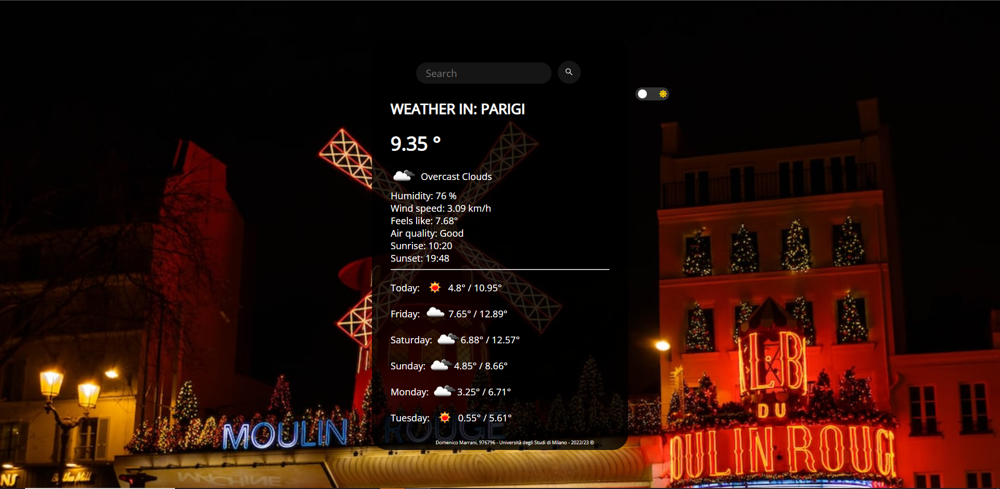 Search
WEATHER IN: PARIGI
9.35 °
Overcast Clouds
Humidity: 76 %
Wind speed: 3.09 km/h
Feels like: 7.68°
Air quality: Good
Sunrise: 10:20
Sunset: 19:48
Today: 4.8° / 10.95°
Friday: 7.65° / 12.89°
Saturday: 6.88° / 12.57°
Sunday: 4.85° / 8.66°
Monday: 3.25° / 6.71°
Tuesday: 0.55° / 5.61°
Domenico Marrani, 976796 - Università degli Studi di Milano - 2022/23 ©
MOULIN ROUGE
LB
DU
OULIN ROUGE
MACHINE